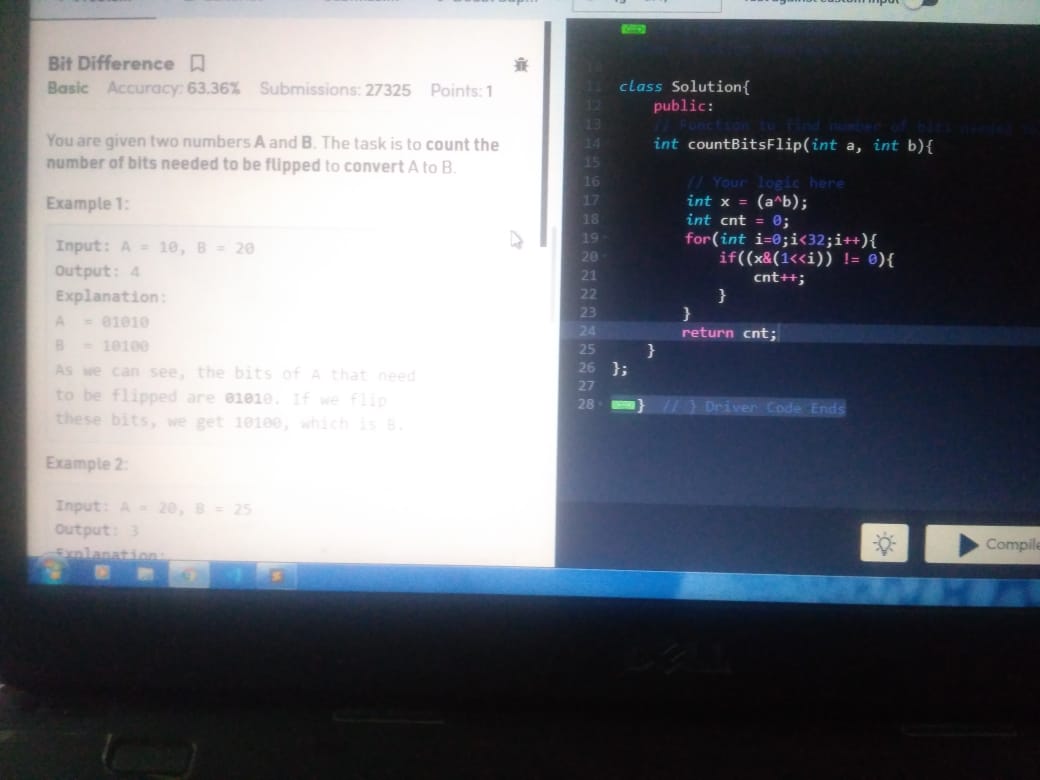 Bit Difference
Basic Accuracy: 63.36% Submissions: 27325 Points: 1
You are given two numbers A and B. The task is to count the
number of bits needed to be flipped to convert A to B.
Example 1:
Input: A = 10, B = 20
Output: 4
Explanation:
A = 01010
B = 10100
As we can see, the bits of A that need
to be flipped are 01010. If we flip
these bits, we get 10100, which is B.
Example 2:
Input: A = 20, B = 25
Output: 3
Explanation:
11 class Solution{
12 public:
13 // Function to find number of bits needed
14 int countBitsFlip(int a, int b){
15
16 // Your logic here
17 int x = (a^b);
18 int cnt = 0;
19 for(int i=0;i<32;i++){
20 if((x&(1<<i)) != 0){
21 cnt++;
22 }
23 }
24 return cnt;
25 }
26 };
27
28 } // } Driver Code Ends
Compile
DELL